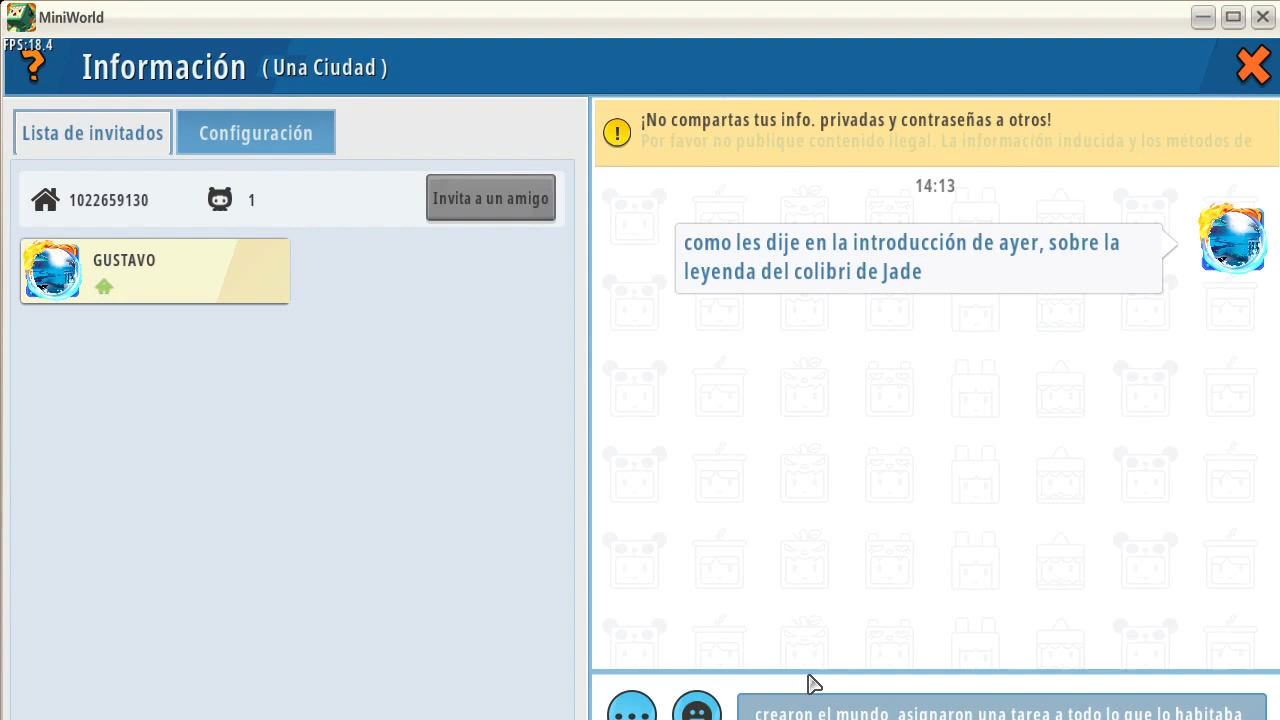 MiniWorld
FPS:18.4
Información ( Una Ciudad )
Lista de invitados
Configuración
1022659130
1
Invita a un amigo
GUSTAVO
¡No compartas tus info. privadas y contraseñas a otros!
Por favor no publique contenido ilegal. La información inducida y los métodos de
14:13
como les dije en la introducción de ayer, sobre la
leyenda del colibri de Jade
crearon el mundo, asignaron una tarea a todo lo que lo habitaba